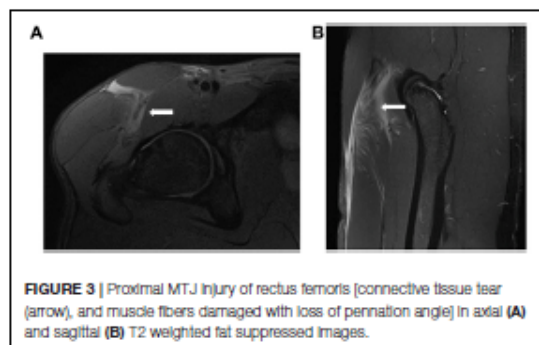 A
B
FIGURE 3 | Proximal MTJ injury of rectus femoris [connective tissue tear
(arrow), and muscle fibers damaged with loss of pennation angle] in axial (A)
and sagittal (B) T2 weighted fat suppressed images.